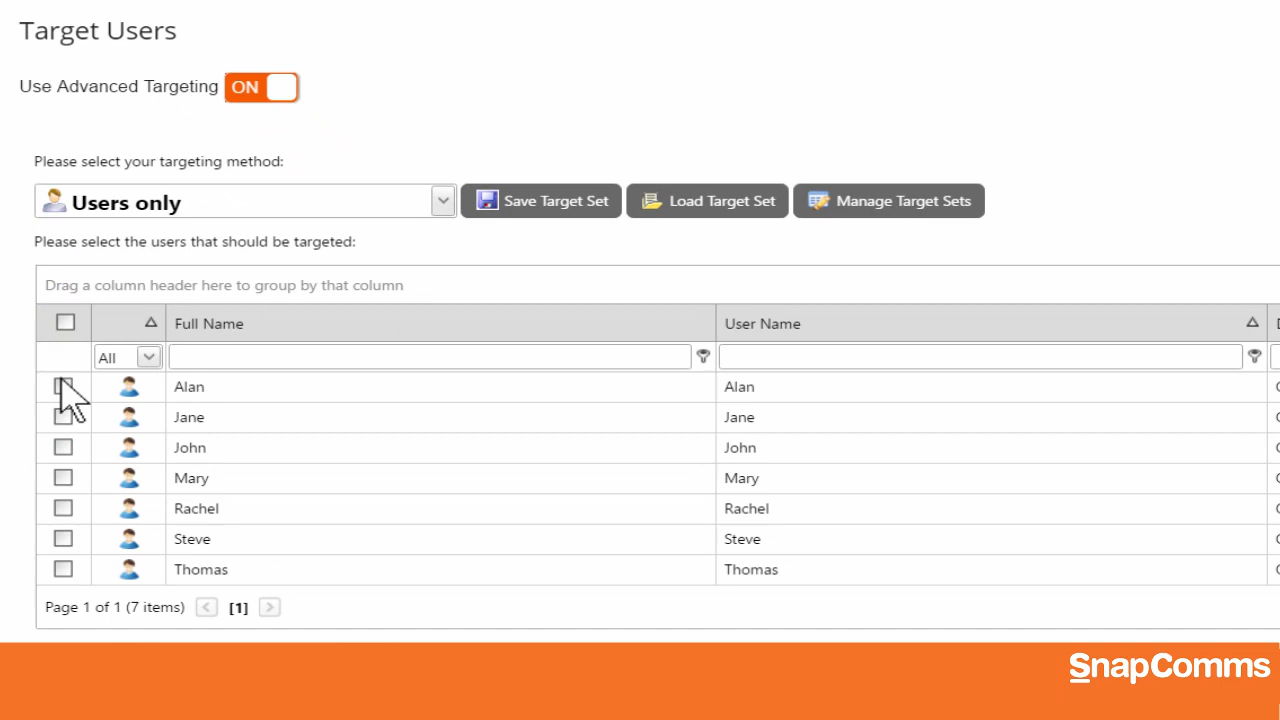 Target Users
Use Advanced Targeting ON
Please select your targeting method:
Users only Save Target Set Load Target Set Manage Target Sets
Please select the users that should be targeted:
Drag a column header here to group by that column
Full Name User Name
All
Alan Alan
Jane Jane
John John
Mary Mary
Rachel Rachel
Steve Steve
Thomas Thomas
Page 1 of 1 (7 items) [1]
SnapComms